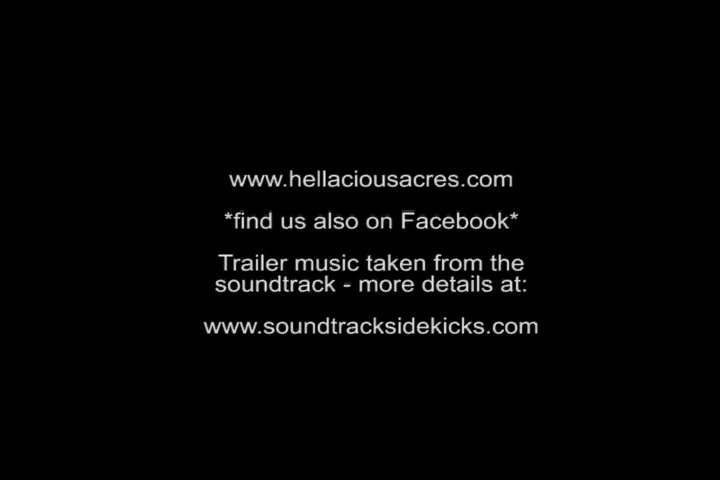 www.hellaciousacres.com
*find us also on Facebook*
Trailer music taken from the
soundtrack - more details at:
www.soundtracksidekicks.com